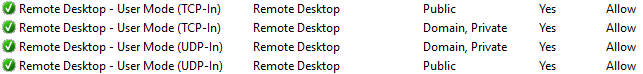 Remote Desktop - User Mode (TCP-In) Remote Desktop Public Yes Allow
Remote Desktop - User Mode (TCP-In) Remote Desktop Domain, Private Yes Allow
Remote Desktop - User Mode (UDP-In) Remote Desktop Domain, Private Yes Allow
Remote Desktop - User Mode (UDP-In) Remote Desktop Public Yes Allow